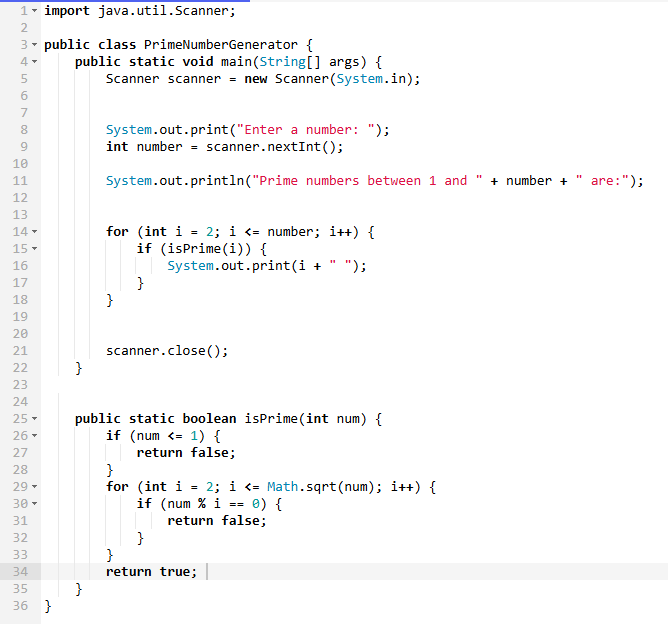 1 import java.util.Scanner;
2
3 public class PrimeNumberGenerator {
4     public static void main(String[] args) {
5         Scanner scanner = new Scanner(System.in);
6
7
8         System.out.print("Enter a number: ");
9         int number = scanner.nextInt();
10
11         System.out.println("Prime numbers between 1 and " + number + " are:");
12
13
14         for (int i = 2; i <= number; i++) {
15             if (isPrime(i)) {
16                 System.out.print(i + " ");
17             }
18         }
19
20
21         scanner.close();
22     }
23
24
25     public static boolean isPrime(int num) {
26         if (num <= 1) {
27             return false;
28         }
29         for (int i = 2; i <= Math.sqrt(num); i++) {
30             if (num % i == 0) {
31                 return false;
32             }
33         }
34         return true;
35     }
36 }